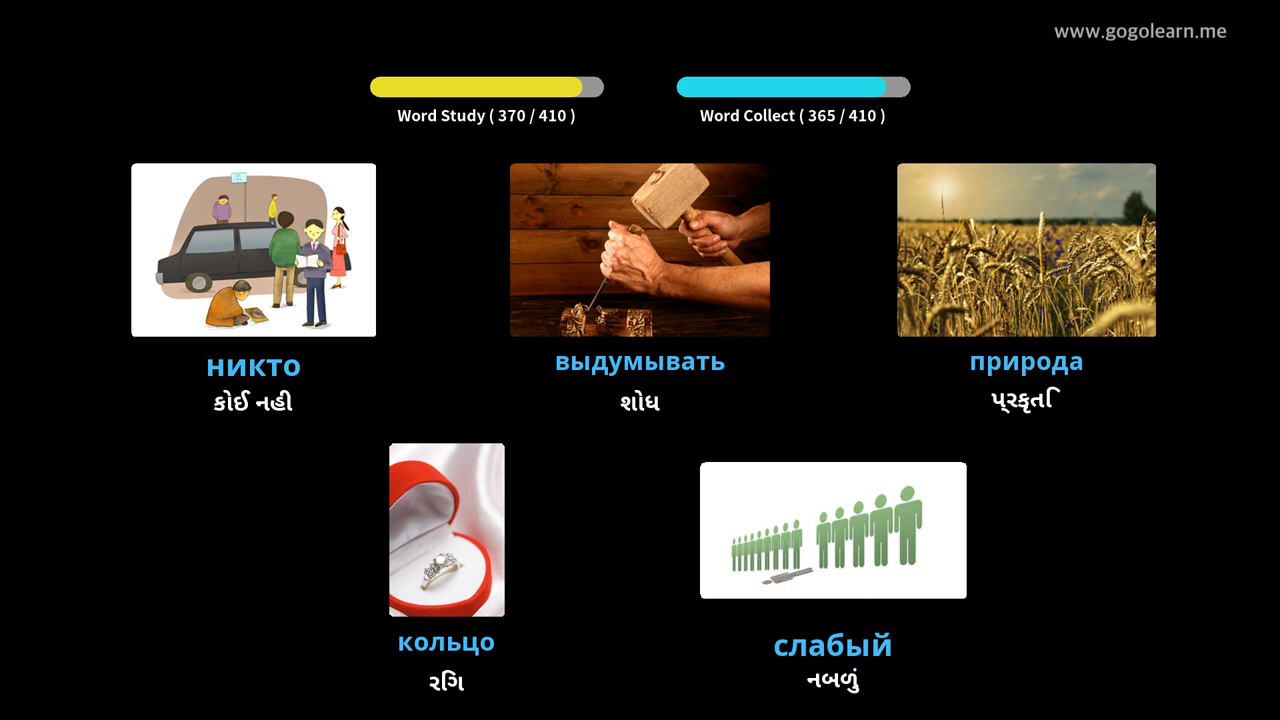 www.gogolearn.me
Word Study ( 370 / 410 )
Word Collect ( 365 / 410 )
никто
કોઈ નહી
выдумывать
શોધ
природа
પ્રકૃતિ
кольцо
રિંગ
слабый
નબળું